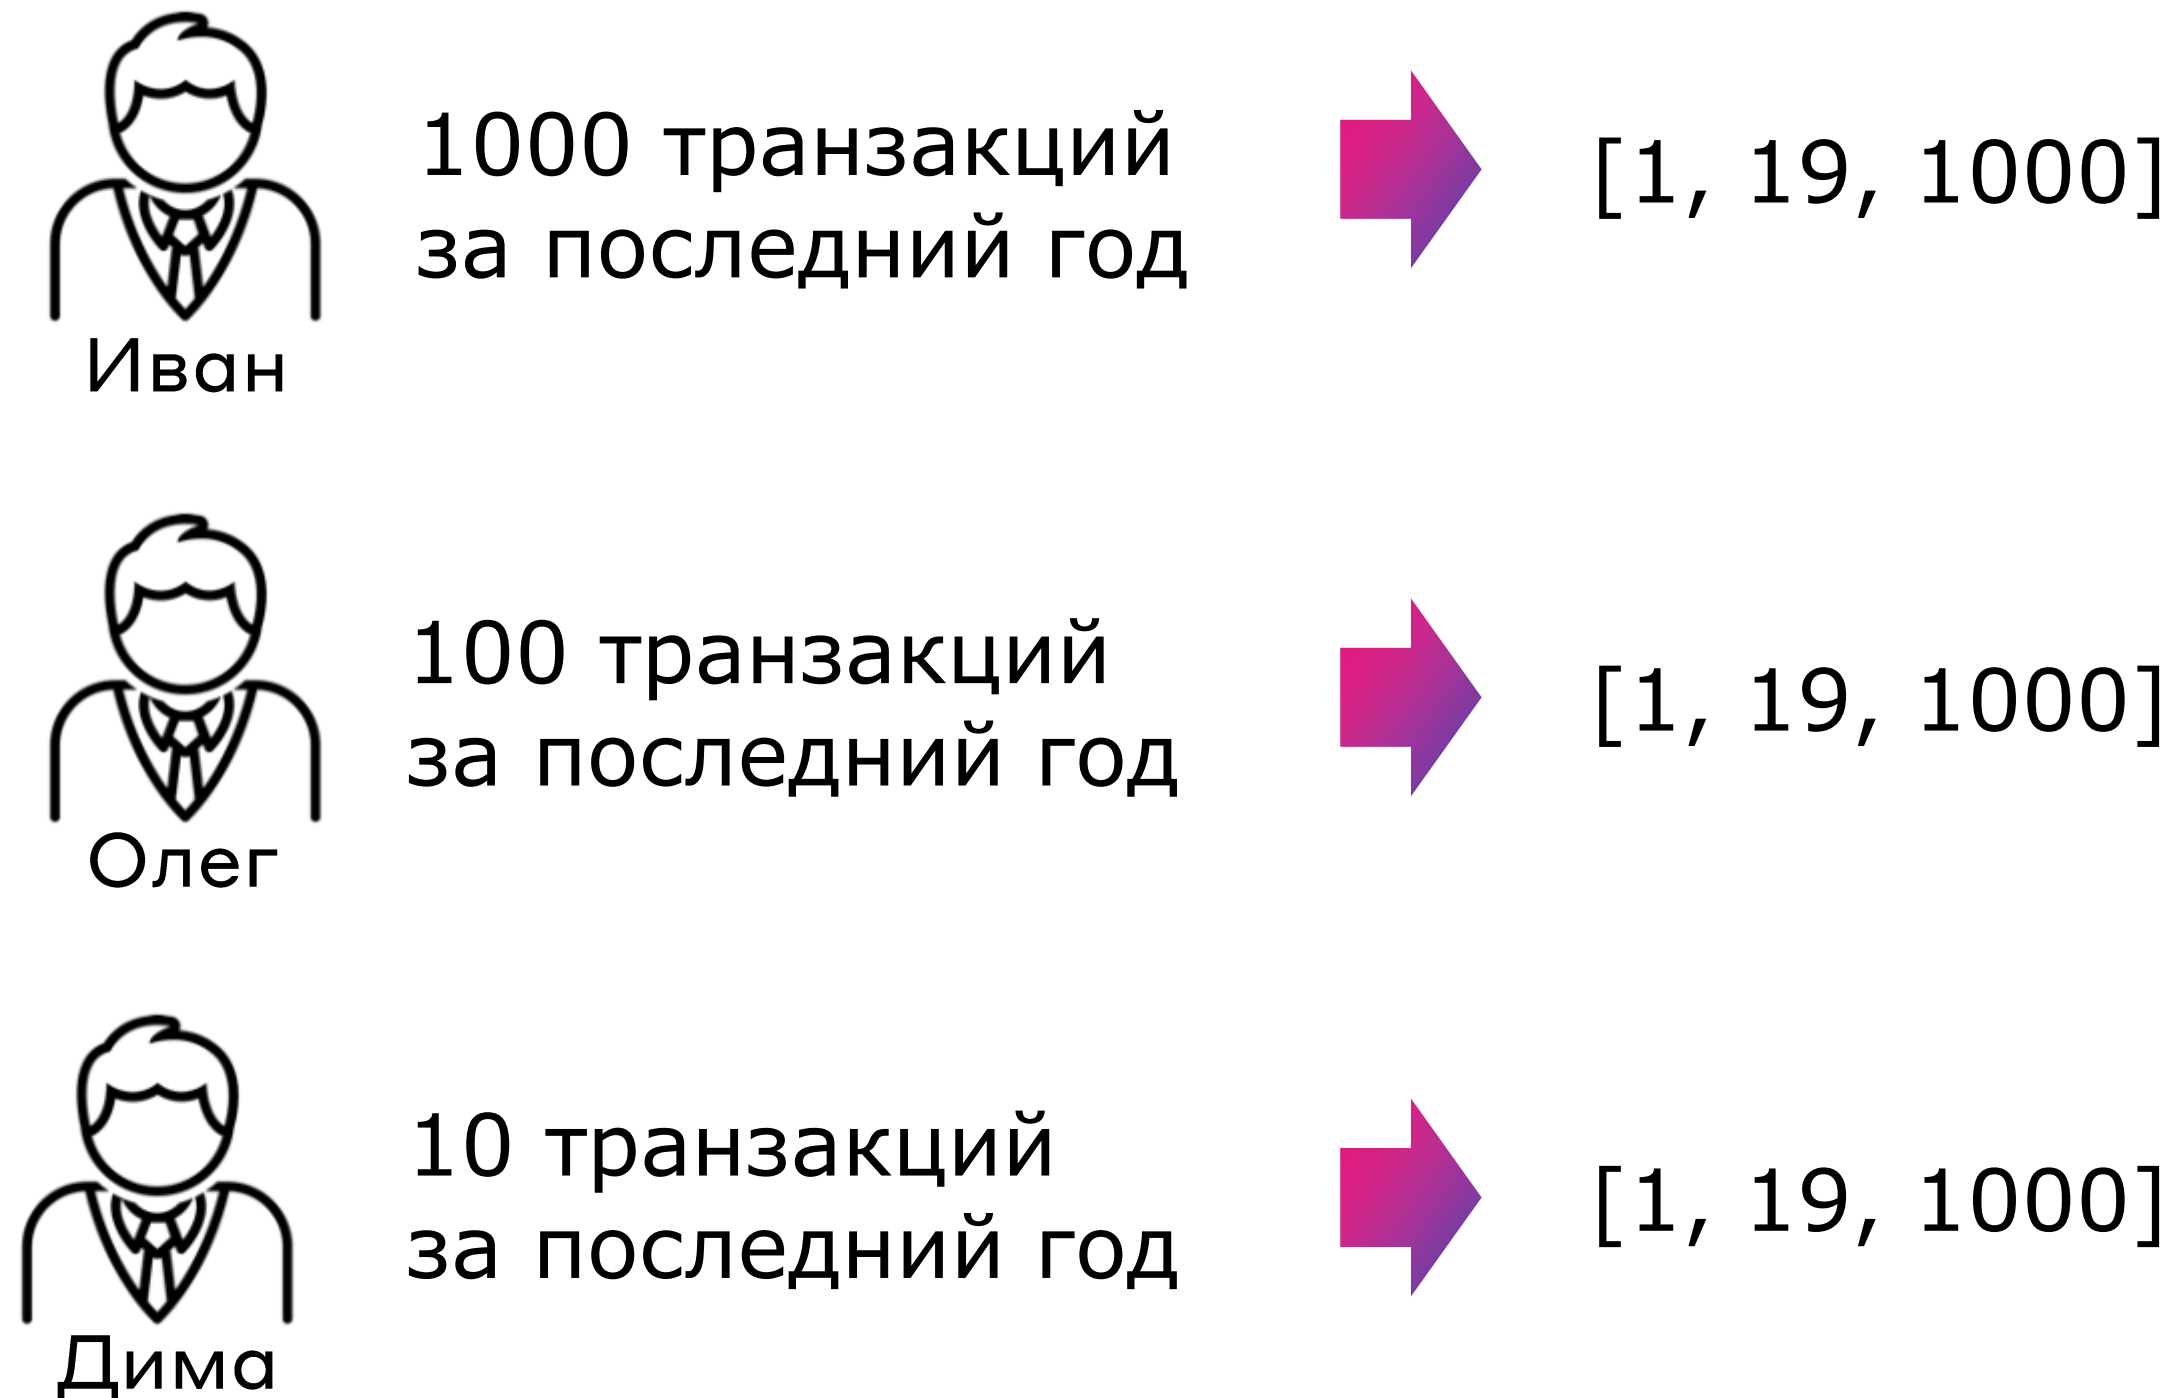 1000 транзакций
за последний год
[1, 19, 1000]
Иван
100 транзакций
за последний год
[1, 19, 1000]
Олег
10 транзакций
за последний год
[1, 19, 1000]
Дима